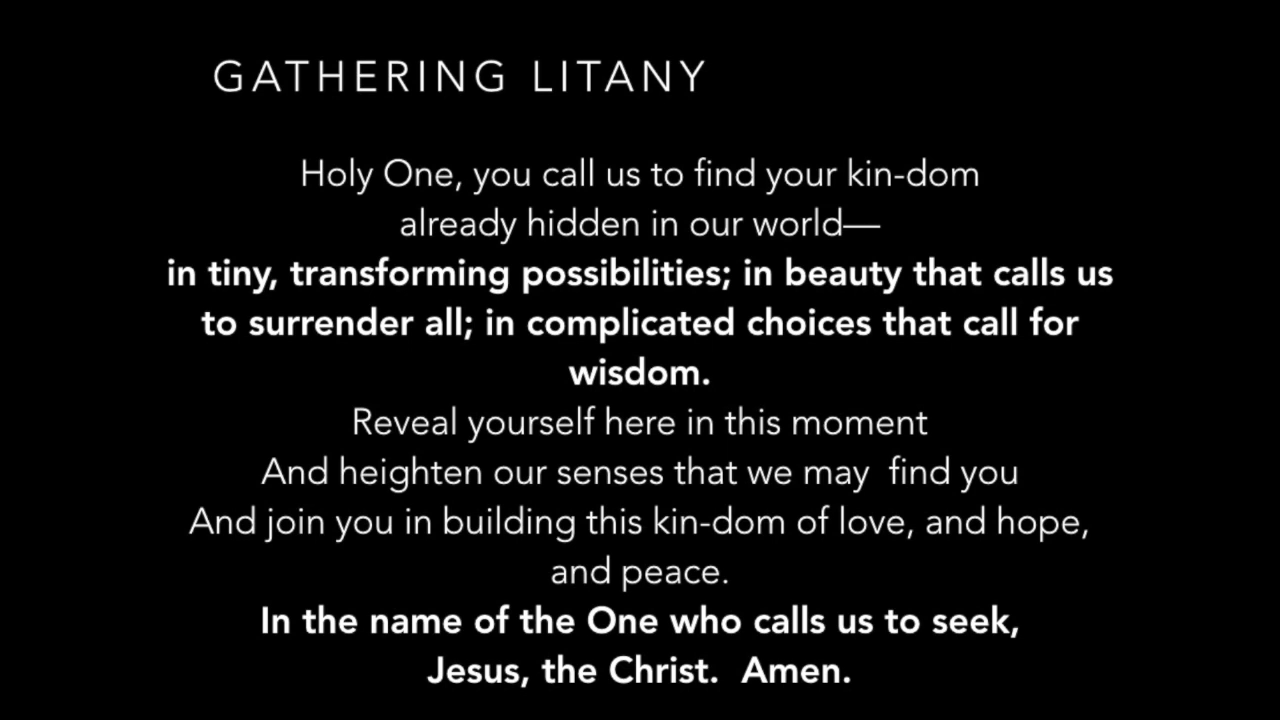 GATHERING LITANY
Holy One, you call us to find your kin-dom
already hidden in our world—
in tiny, transforming possibilities; in beauty that calls us
to surrender all; in complicated choices that call for
wisdom.
Reveal yourself here in this moment
And heighten our senses that we may  find you
And join you in building this kin-dom of love, and hope,
and peace.
In the name of the One who calls us to seek,
Jesus, the Christ.  Amen.